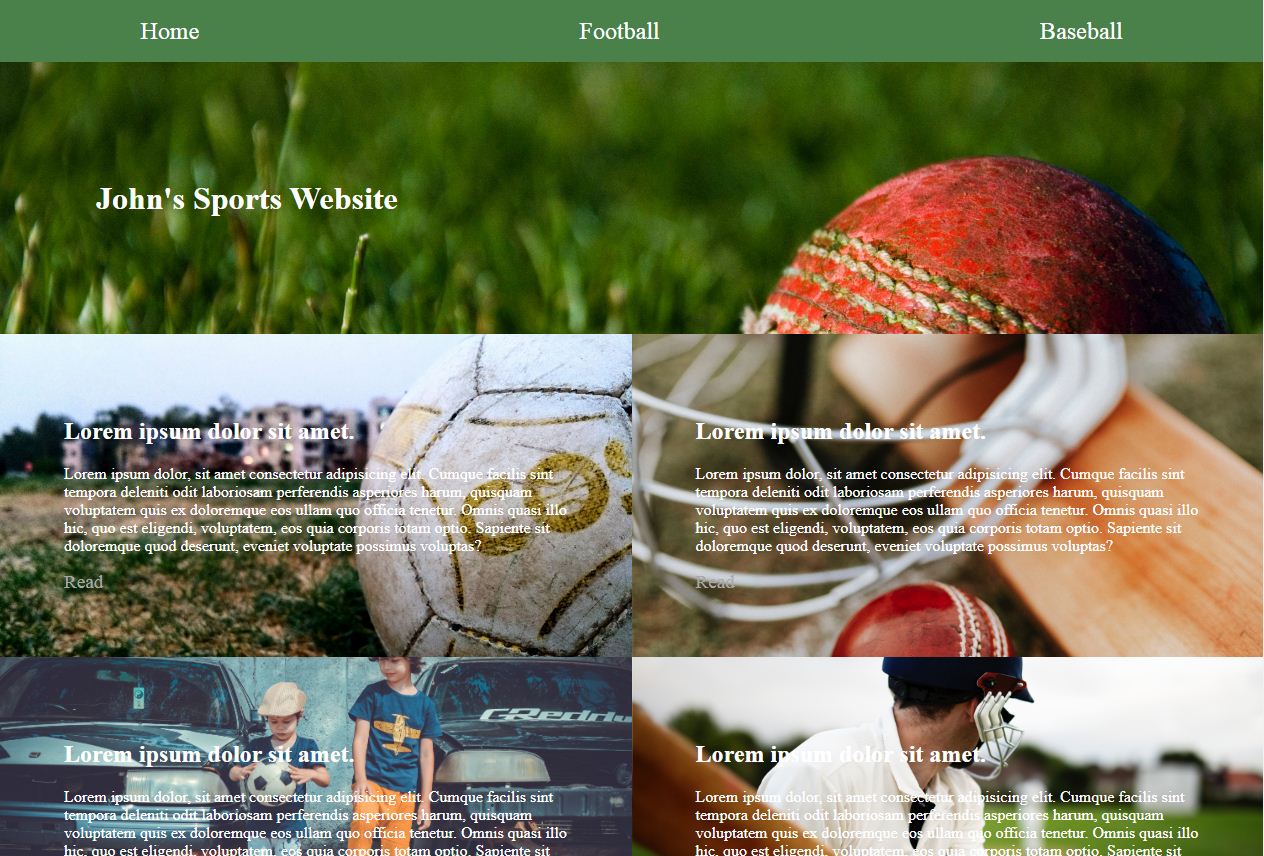 Home
Football
Baseball
John's Sports Website
Lorem ipsum dolor sit amet.
Lorem ipsum dolor, sit amet consectetur adipisicing elit. Cumque facilis sint
tempora deleniti odit laboriosam perferendis asperiores harum, quisquam
voluptatem quis ex doloremque eos ullam quo officia tenetur. Omnis quasi illo
hic, quo est eligendi, voluptatem, eos quia corporis totam optio. Sapiente sit
doloremque quod deserunt, eveniet voluptate possimus voluptas?
Read
Lorem ipsum dolor sit amet.
Lorem ipsum dolor, sit amet consectetur adipisicing elit. Cumque facilis sint
tempora deleniti odit laboriosam perferendis asperiores harum, quisquam
voluptatem quis ex doloremque eos ullam quo officia tenetur. Omnis quasi illo
hic, quo est eligendi, voluptatem, eos quia corporis totam optio. Sapiente sit
doloremque quod deserunt, eveniet voluptate possimus voluptas?
Read
Lorem ipsum dolor sit amet.
Lorem ipsum dolor, sit amet consectetur adipisicing elit. Cumque facilis sint
tempora deleniti odit laboriosam perferendis asperiores harum, quisquam
voluptatem quis ex doloremque eos ullam quo officia tenetur. Omnis quasi illo
hic, quo est eligendi, voluptatem, eos quia corporis totam optio. Sapiente sit
Lorem ipsum dolor sit amet.
Lorem ipsum dolor, sit amet consectetur adipisicing elit. Cumque facilis sint
tempora deleniti odit laboriosam perferendis asperiores harum, quisquam
voluptatem quis ex doloremque eos ullam quo officia tenetur. Omnis quasi illo
hic, quo est eligendi, voluptatem, eos quia corporis totam optio. Sapiente sit